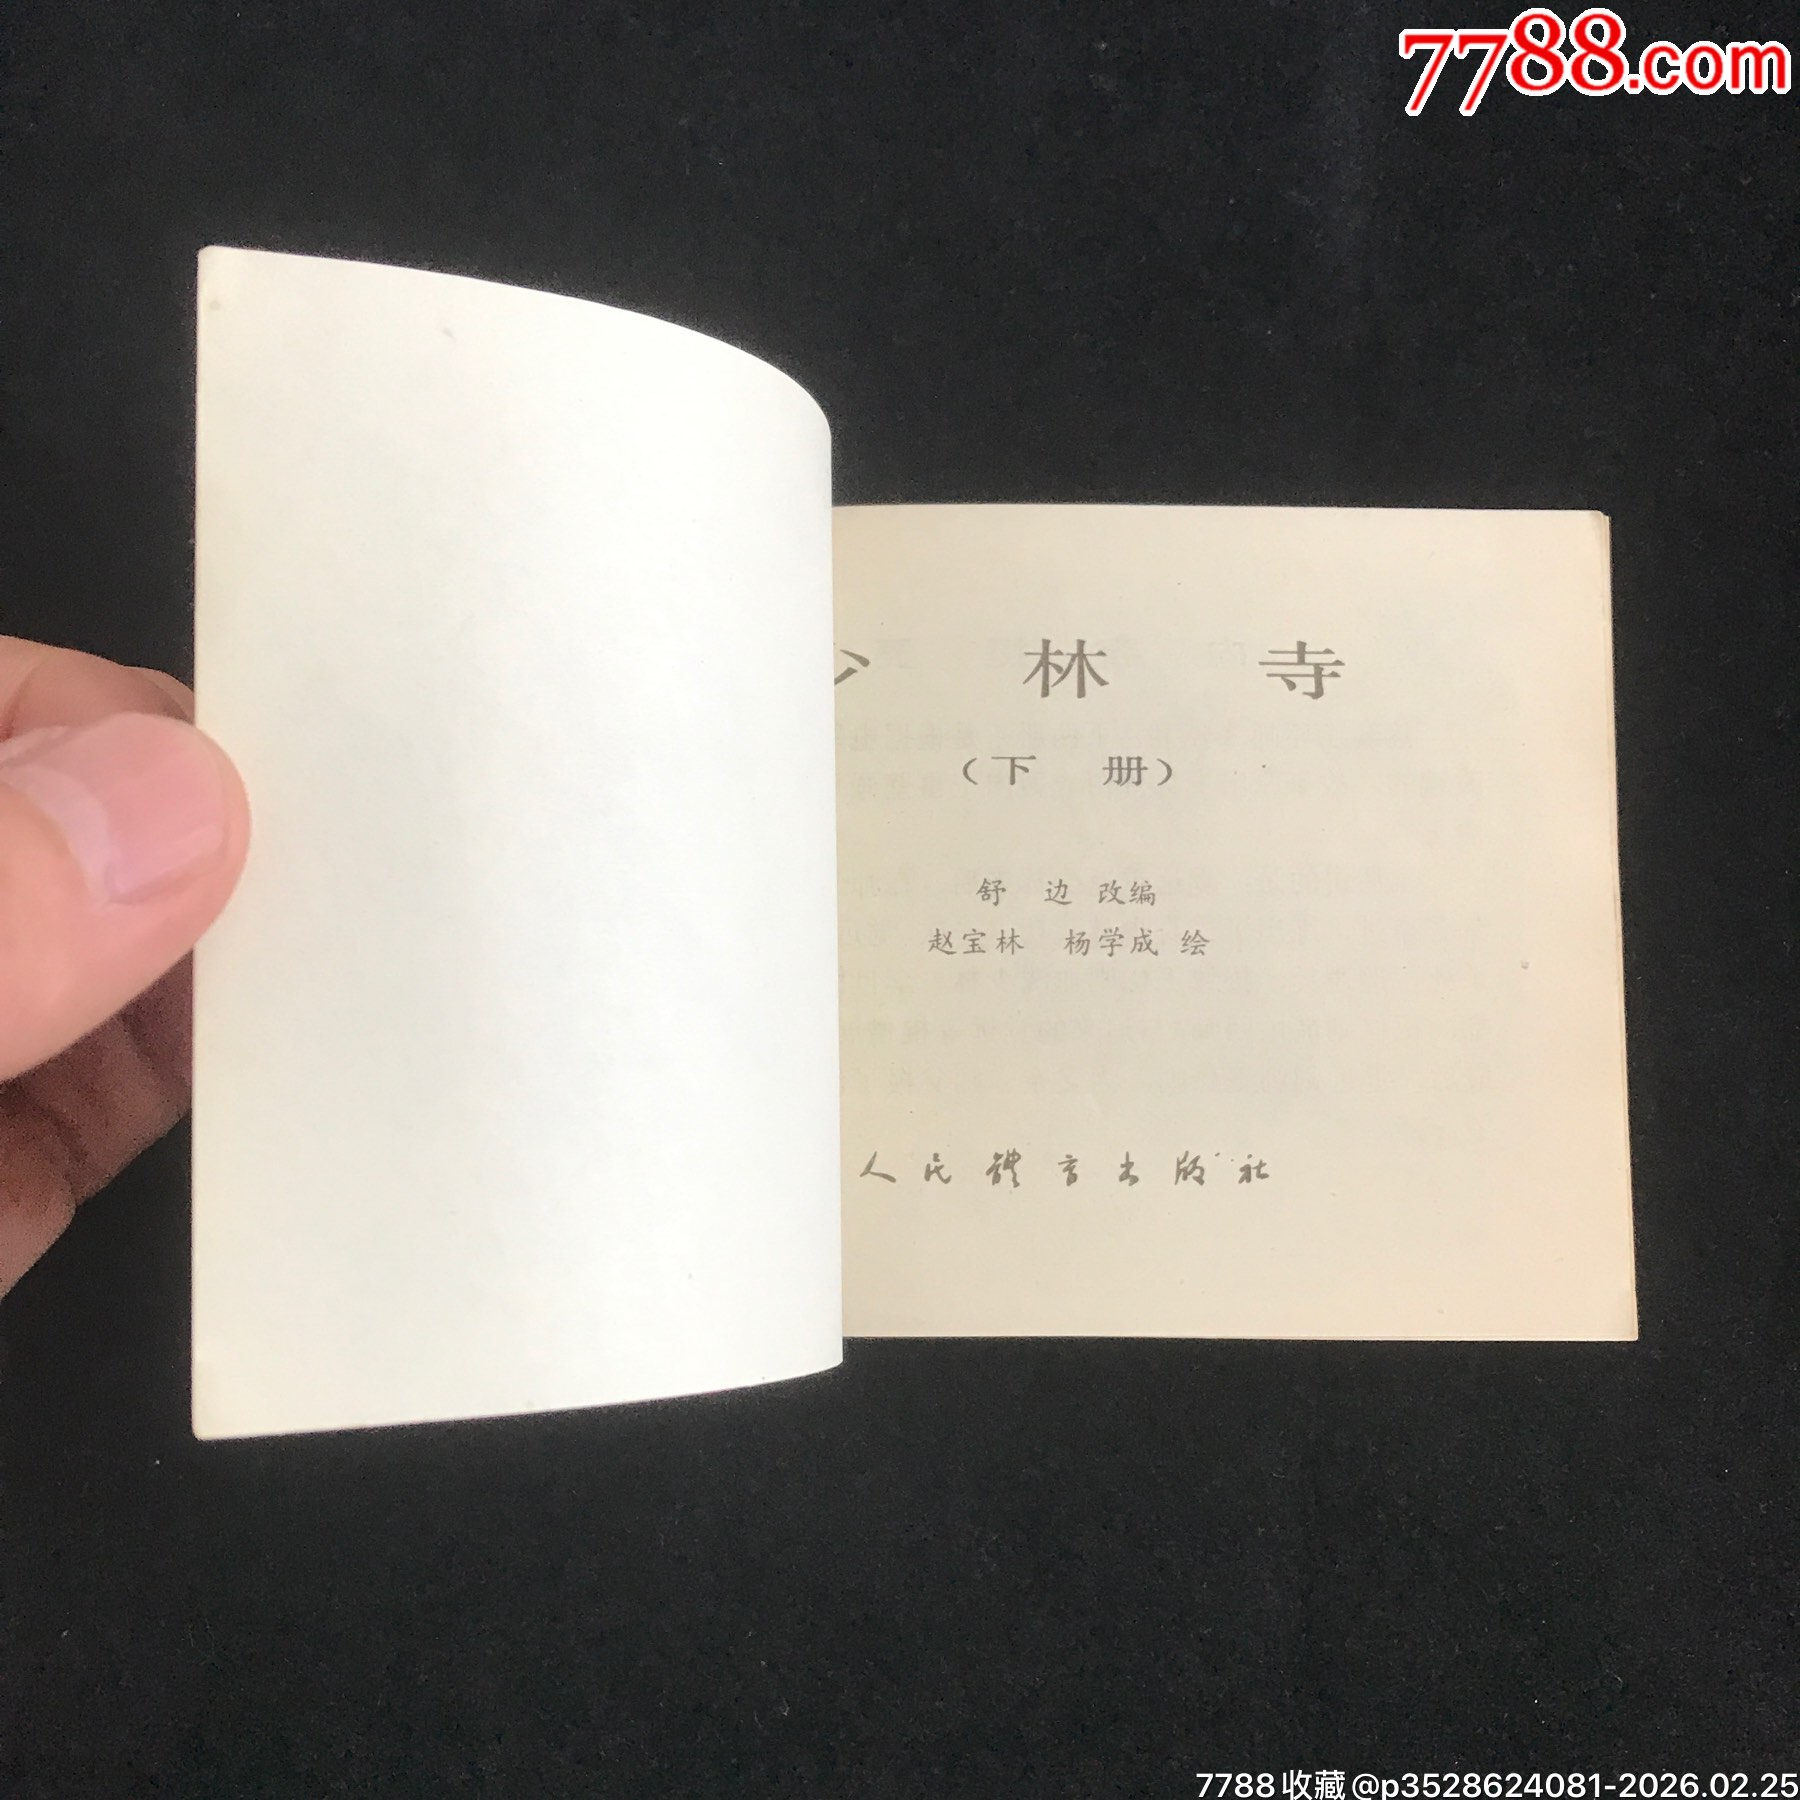 7788.com
少 林 寺
（下 册）
舒 边 改编
赵宝林 杨学成 绘
人民体育出版社
7788收藏@p3528624081-2026.02.25